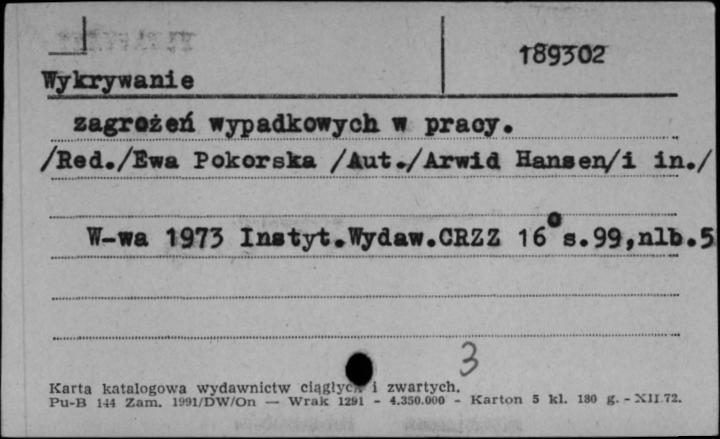 189302
Wykrywanie
zagrożeń wypadkowych w pracy.
/Red./Ewa Pokorska /Aut./Arwid Hansen/i in./
W-wa 1973 Instyt.Wydaw.CRZZ 16° s.99,nlb.5
3
Karta katalogowa wydawnictw ciągłych i zwartych.
Pu-B 144 Zam. 1991/DW/On — Wrak 1291 - 4.350.000 - Karton 5 kl. 180 g. - XII.72.